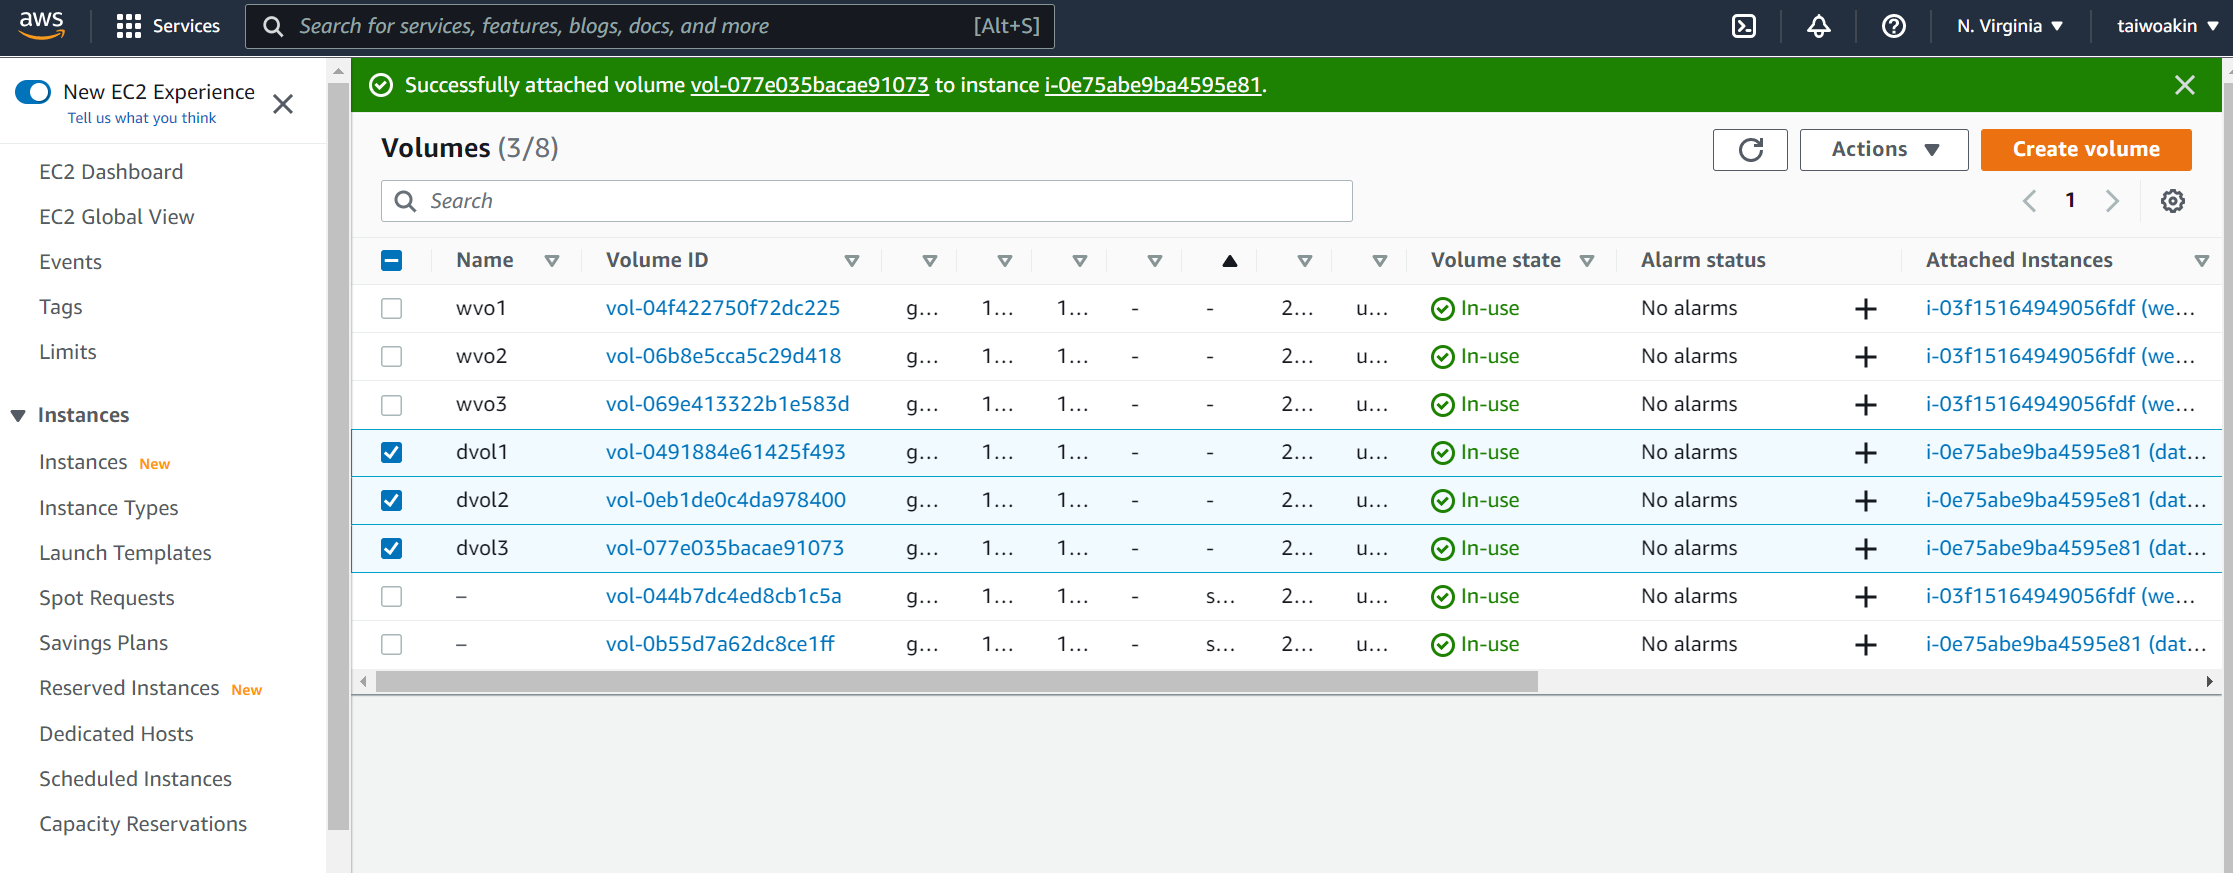 aws Services Search for services, features, blogs, docs, and more [Alt+S] N. Virginia taiwoakin
New EC2 Experience
Tell us what you think
EC2 Dashboard
EC2 Global View
Events
Tags
Limits
Instances
Instances New
Instance Types
Launch Templates
Spot Requests
Savings Plans
Reserved Instances New
Dedicated Hosts
Scheduled Instances
Capacity Reservations
Successfully attached volume vol-077e035bacae91073 to instance i-0e75abe9ba4595e81.
Volumes (3/8) Actions Create volume
Search 1
Name Volume ID Volume state Alarm status Attached Instances
wvo1 vol-04f422750f72dc225 g... 1... 1... - - 2... u... In-use No alarms + i-03f15164949056fdf (we...
wvo2 vol-06b8e5cca5c29d418 g... 1... 1... - - 2... u... In-use No alarms + i-03f15164949056fdf (we...
wvo3 vol-069e413322b1e583d g... 1... 1... - - 2... u... In-use No alarms + i-03f15164949056fdf (we...
dvol1 vol-0491884e61425f493 g... 1... 1... - - 2... u... In-use No alarms + i-0e75abe9ba4595e81 (dat...
dvol2 vol-0eb1de0c4da978400 g... 1... 1... - - 2... u... In-use No alarms + i-0e75abe9ba4595e81 (dat...
dvol3 vol-077e035bacae91073 g... 1... 1... - - 2... u... In-use No alarms + i-0e75abe9ba4595e81 (dat...
– vol-044b7dc4ed8cb1c5a g... 1... 1... - s... 2... u... In-use No alarms + i-03f15164949056fdf (we...
– vol-0b55d7a62dc8ce1ff g... 1... 1... - s... 2... u... In-use No alarms + i-0e75abe9ba4595e81 (dat...